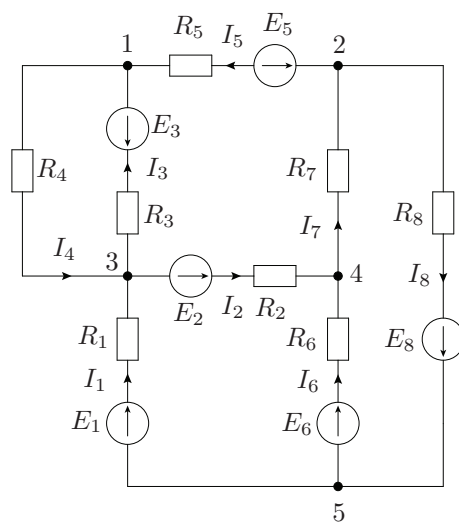 R₅ I₅ E₅
1 2
E₃
R₄ I₃ R₇ R₈
R₃
I₄ 3 I₇ 4 I₈
E₂ I₂ R₂
R₁ R₆ E₈
I₁ I₆
E₁ E₆
5